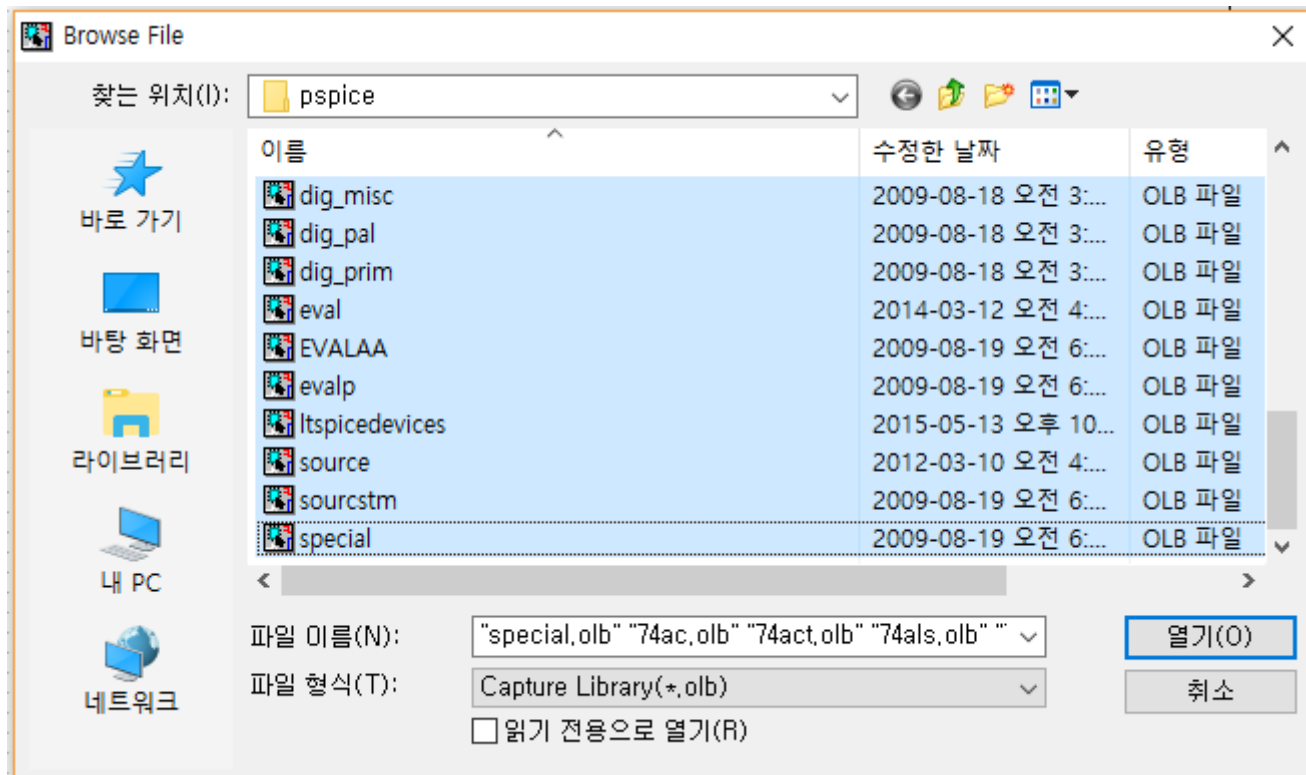 Browse File
찾는 위치(I): pspice
이름 수정한 날짜 유형
dig_misc 2009-08-18 오전 3:... OLB 파일
dig_pal 2009-08-18 오전 3:... OLB 파일
dig_prim 2009-08-18 오전 3:... OLB 파일
eval 2014-03-12 오전 4:... OLB 파일
EVALAA 2009-08-19 오전 6:... OLB 파일
evalp 2009-08-19 오전 6:... OLB 파일
ltspicedevices 2015-05-13 오후 10... OLB 파일
source 2012-03-10 오전 4:... OLB 파일
sourcstm 2009-08-19 오전 6:... OLB 파일
special 2009-08-19 오전 6:... OLB 파일
바로 가기
바탕 화면
라이브러리
내 PC
네트워크
파일 이름(N): "special.olb" "74ac.olb" "74act.olb" "74als.olb" " 열기(O)
파일 형식(T): Capture Library(*.olb) 취소
읽기 전용으로 열기(R)